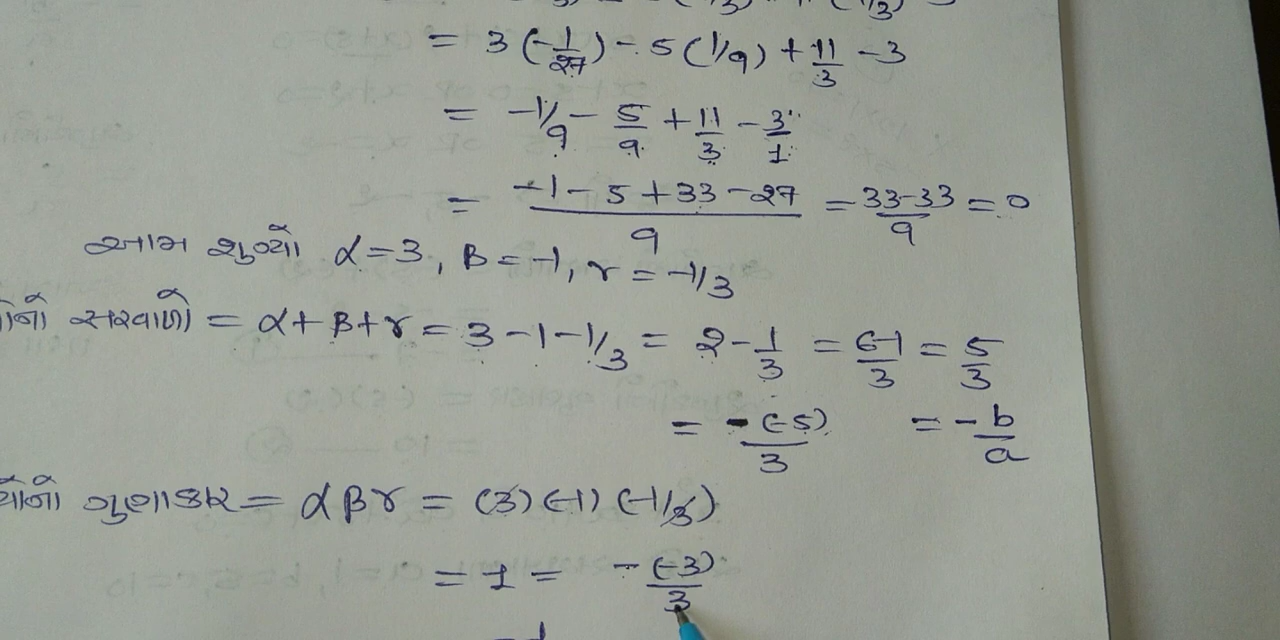 = 3 (-1/27) - 5 (1/9) + 11/3 - 3
= -1/9 - 5/9 + 11/3 - 3/1
= (-1 - 5 + 33 - 27)/9 = (33-33)/9 = 0
આમ શૂન્યો α = 3, β = -1, γ = -1/3
સરવાળો = α + β + γ = 3 - 1 - 1/3 = 2 - 1/3 = (6-1)/3 = 5/3
= -(-5)/3 = -b/a
ગુણાકાર = αβγ = (3) (-1) (-1/3)
= 1 = -(-3)/3